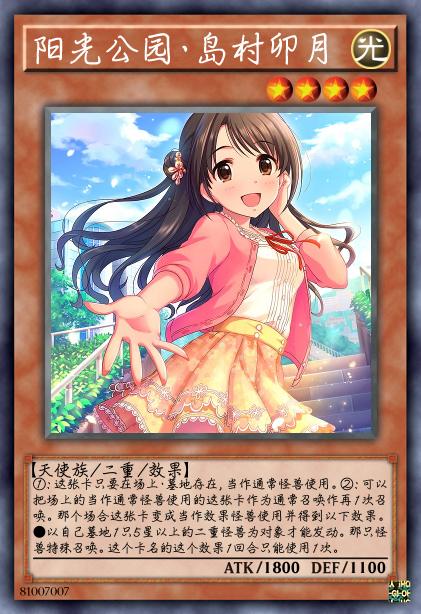 阳光公园·岛村卯月
光
【天使族/二重/效果】
①：这张卡只要在场上·墓地存在，当作通常怪兽使用。②：可以
把场上的当作通常怪兽使用的这张卡作为通常召唤作再1次召
唤。那个场合这张卡变成当作效果怪兽使用并得到以下效果。
●以自己墓地1只5星以上的二重怪兽为对象才能发动。那只怪
兽特殊召唤。这个卡名的这个效果1回合只能使用1次。
ATK/1800 DEF/1100
81007007